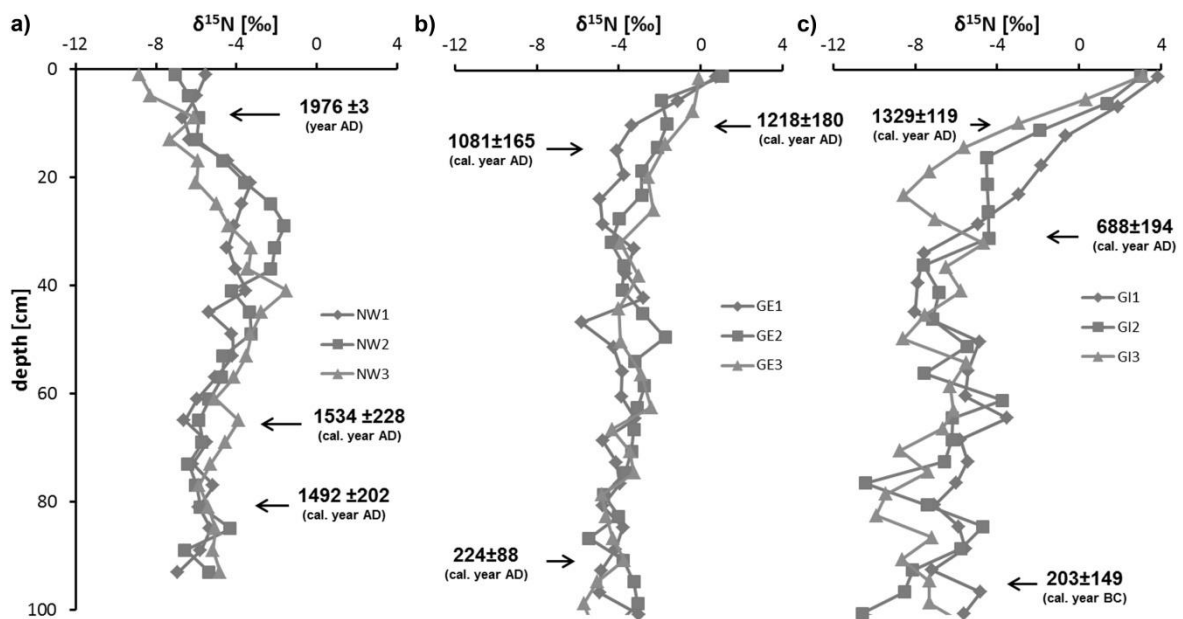 a)
δ¹⁵N [‰]
-12 -8 -4 0 4
0
20
40
60
80
100
depth [cm]
1976 ±3
(year AD)
NW1
NW2
NW3
1534 ±228
(cal. year AD)
1492 ±202
(cal. year AD)
b)
δ¹⁵N [‰]
-12 -8 -4 0 4
1081±165
(cal. year AD)
1218±180
(cal. year AD)
GE1
GE2
GE3
224±88
(cal. year AD)
c)
δ¹⁵N [‰]
-12 -8 -4 0 4
1329±119
(cal. year AD)
688±194
(cal. year AD)
GI1
GI2
GI3
203±149
(cal. year BC)